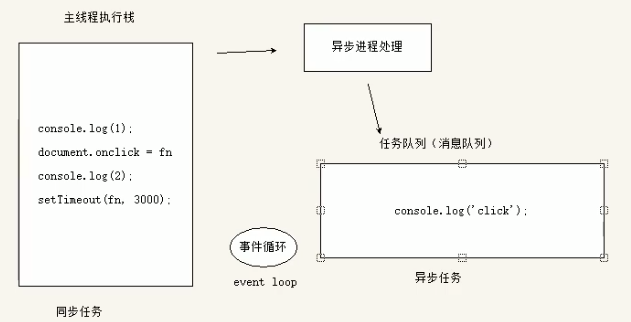 主线程执行栈
console.log(1);
document.onclick = fn
console.log(2);
setTimeout(fn, 3000);
同步任务
异步进程处理
任务队列（消息队列）
console.log('click');
异步任务
事件循环
event loop